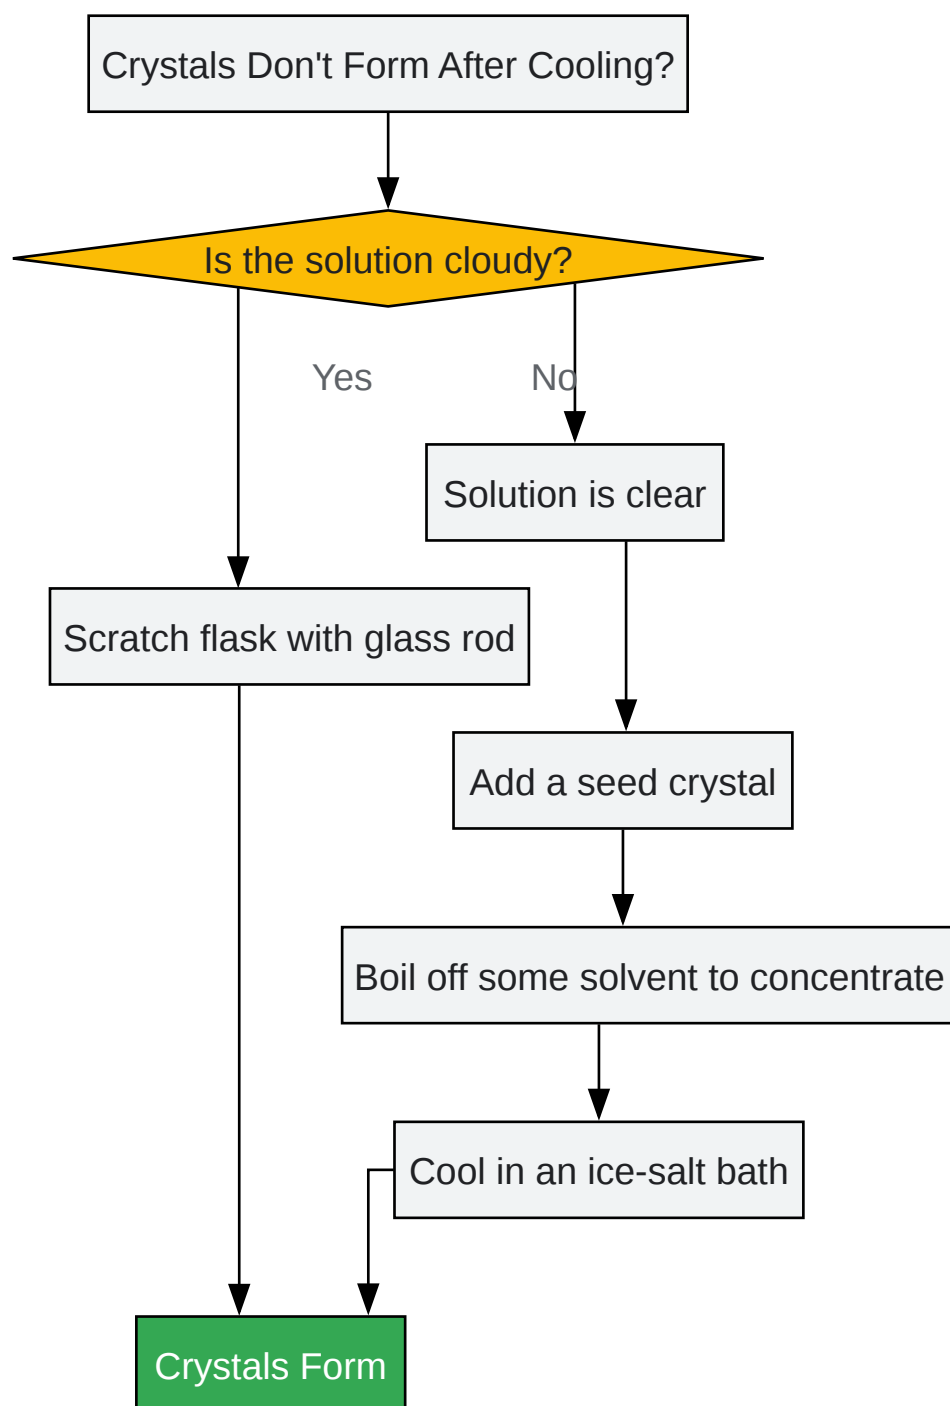 Crystals Don't Form After Cooling?
Is the solution cloudy?
Yes
No
Solution is clear
Scratch flask with glass rod
Add a seed crystal
Boil off some solvent to concentrate
Cool in an ice-salt bath
Crystals Form